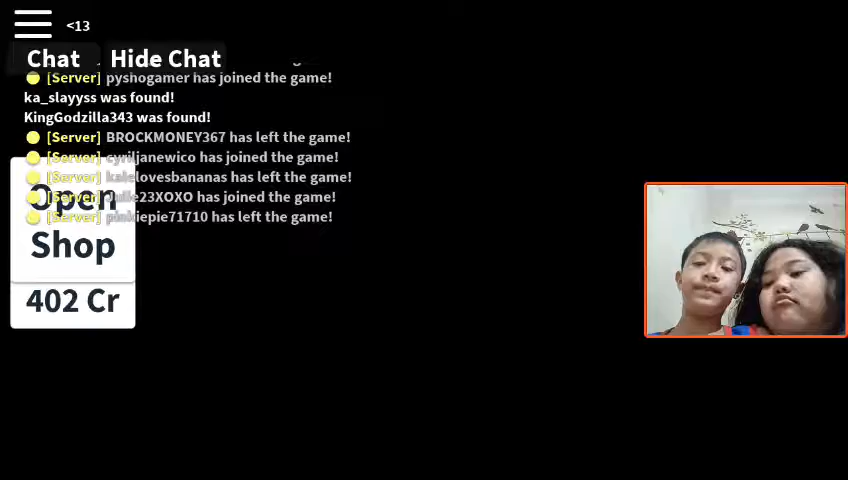 <13
Chat Hide Chat
[Server] pyshogamer has joined the game!
ka_slayyss was found!
KingGodzilla343 was found!
[Server] BROCKMONEY367 has left the game!
[Server] cyriljanewico has joined the game!
[Server] kalelovesbananas has left the game!
[Server] Julie23XOXO has joined the game!
[Server] pinkiepie71710 has left the game!
Open
Shop
402 Cr